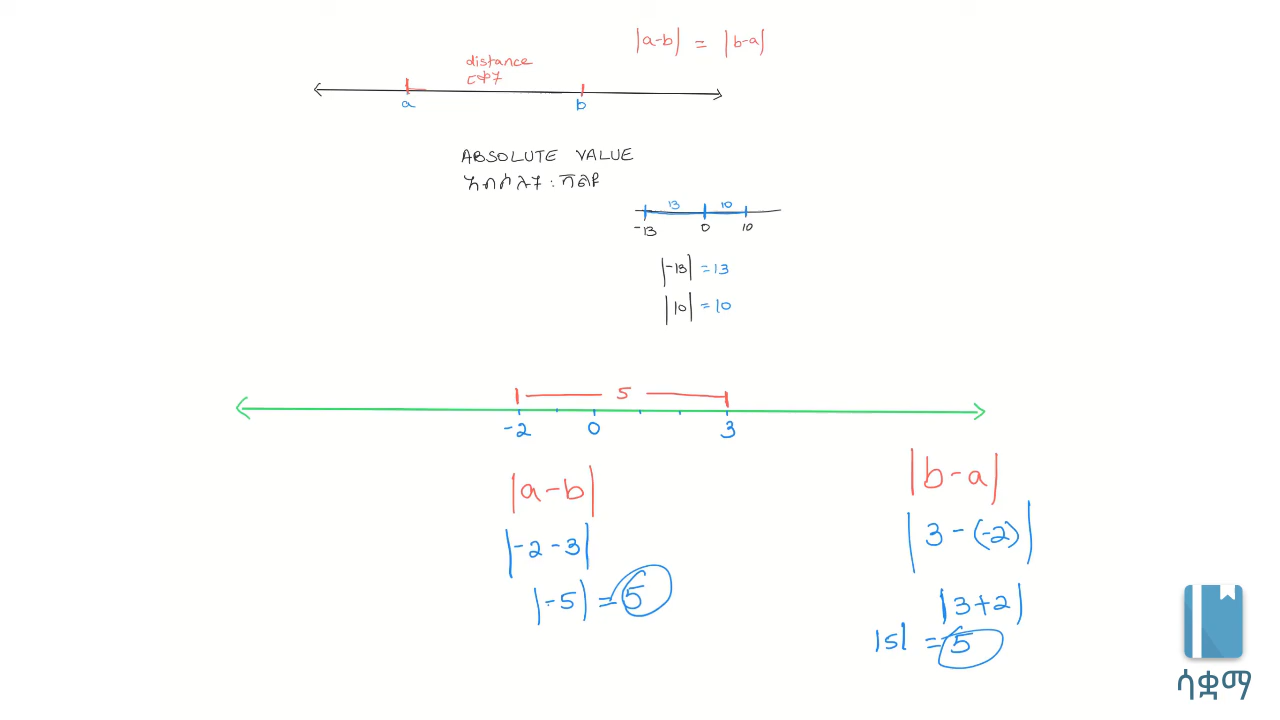 |a-b| = |b-a|
distance
ርቀት
a b
ABSOLUTE VALUE
አብሶሉት ፡ ቫልዩ
13 10
-13 0 10
|-13| = 13
|10| = 10
5
-2 0 3
|a-b| |b-a|
|-2-3| |3-(-2)|
|-5| = 5 |3+2|
|5| = 5
ሳቋማ